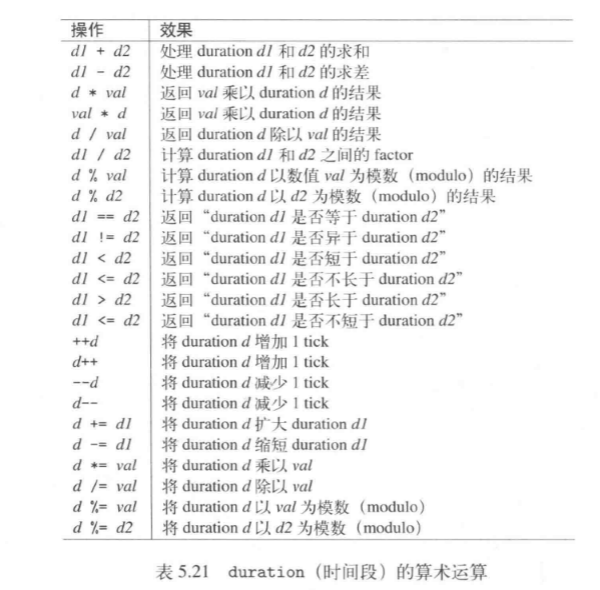 操作 效果
d1 + d2 处理 duration d1 和 d2 的求和
d1 - d2 处理 duration d1 和 d2 的求差
d * val 返回 val 乘以 duration d 的结果
val * d 返回 val 乘以 duration d 的结果
d / val 返回 duration d 除以 val 的结果
d1 / d2 计算 duration d1 和 d2 之间的 factor
d % val 计算 duration d 以数值 val 为模数（modulo）的结果
d % d2 计算 duration d 以 d2 为模数（modulo）的结果
d1 == d2 返回“duration d1 是否等于 duration d2”
d1 != d2 返回“duration d1 是否异于 duration d2”
d1 < d2 返回“duration d1 是否短于 duration d2”
d1 <= d2 返回“duration d1 是否不长于 duration d2”
d1 > d2 返回“duration d1 是否长于 duration d2”
d1 <= d2 返回“duration d1 是否不短于 duration d2”
++d 将 duration d 增加 1 tick
d++ 将 duration d 增加 1 tick
--d 将 duration d 减少 1 tick
d-- 将 duration d 减少 1 tick
d += d1 将 duration d 扩大 duration d1
d -= d1 将 duration d 缩短 duration d1
d *= val 将 duration d 乘以 val
d /= val 将 duration d 除以 val
d %= val 将 duration d 以 val 为模数（modulo）
d %= d2 将 duration d 以 d2 为模数（modulo）
表 5.21 duration（时间段）的算术运算